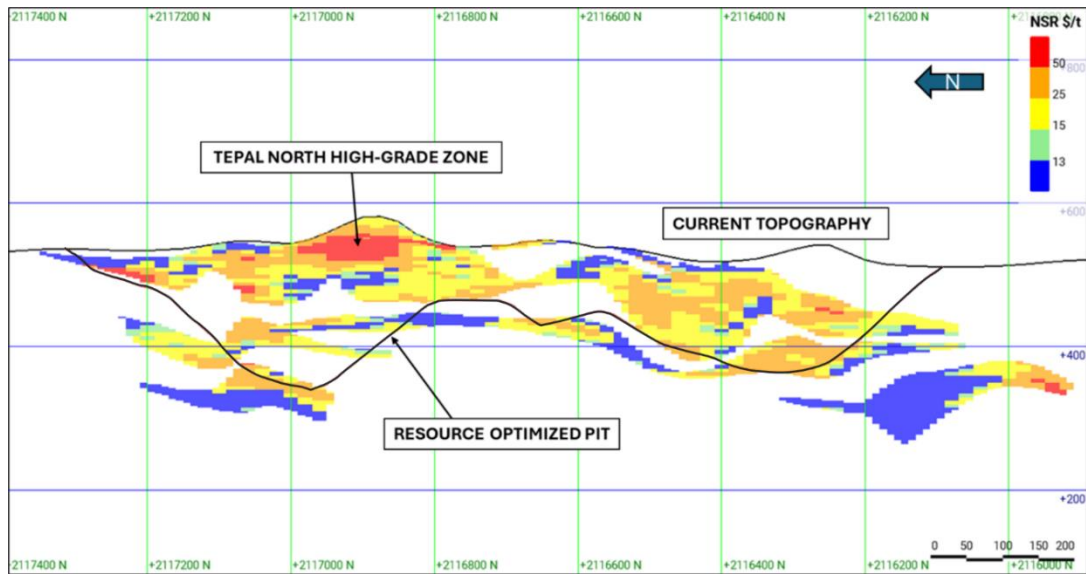 +2117400 N +2117200 N +2117000 N +2116800 N +2116600 N +2116400 N +2116200 N
NSR $/t
50
+800
25
15
13
N
TEPAL NORTH HIGH-GRADE ZONE
+600
CURRENT TOPOGRAPHY
+400
RESOURCE OPTIMIZED PIT
+200
0 50 100 150 200
+2117400 N +2117200 N +2117000 N +2116800 N +2116600 N +2116400 N +2116200 N +2116000 N